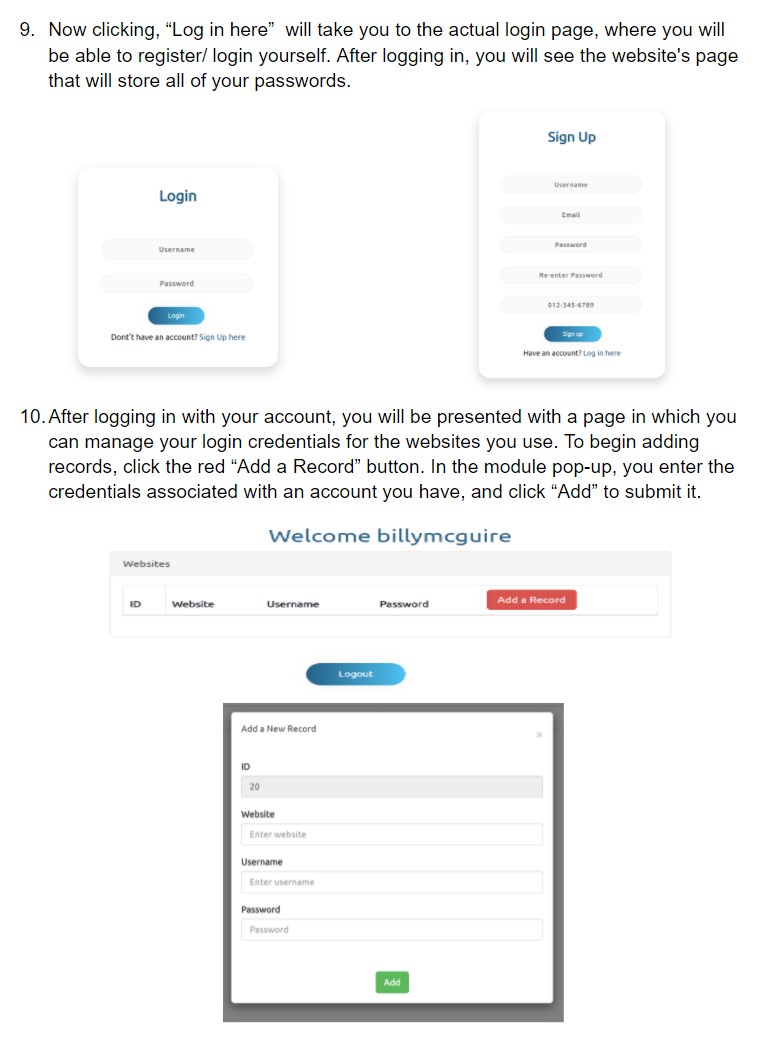 9. Now clicking, “Log in here”  will take you to the actual login page, where you will
be able to register/ login yourself. After logging in, you will see the website's page
that will store all of your passwords.
Login
Username
Password
Login
Dont't have an account? Sign Up here
Sign Up
Username
Email
Password
Re-enter Password
012-345-6789
Sign up
Have an account? Log in here
10. After logging in with your account, you will be presented with a page in which you
can manage your login credentials for the websites you use. To begin adding
records, click the red “Add a Record” button. In the module pop-up, you enter the
credentials associated with an account you have, and click “Add” to submit it.
Welcome billymcguire
Websites
ID Website Username Password Add a Record
Logout
Add a New Record ×
ID
20
Website
Enter website
Username
Enter username
Password
Password
Add